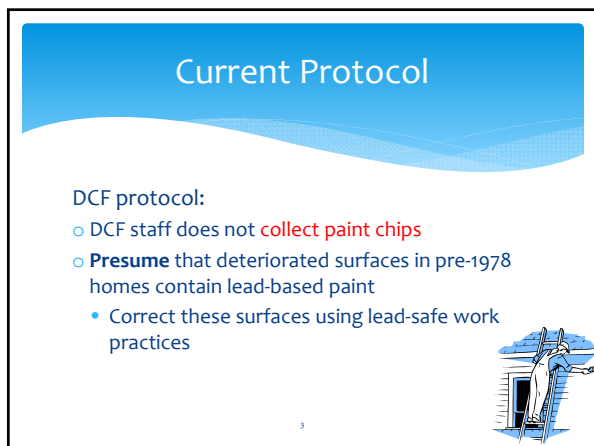 Current Protocol
DCF protocol:
o DCF staff does not collect paint chips
o Presume that deteriorated surfaces in pre-1978
homes contain lead-based paint
• Correct these surfaces using lead-safe work
practices
3